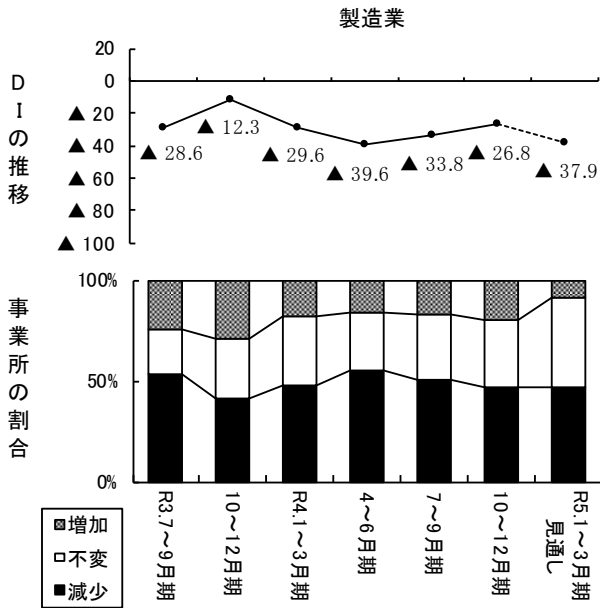 製造業
DIの推移
20
0
▲ 20
▲ 40
▲ 60
▲ 80
▲ 100
▲ 28.6
▲ 12.3
▲ 29.6
▲ 39.6
▲ 33.8
▲ 26.8
▲ 37.9
事業所の割合
100%
50%
0%
R3.7～9月期
10～12月期
R4.1～3月期
4～6月期
7～9月期
10～12月期
R5.1～3月期
見通し
増加
不変
減少